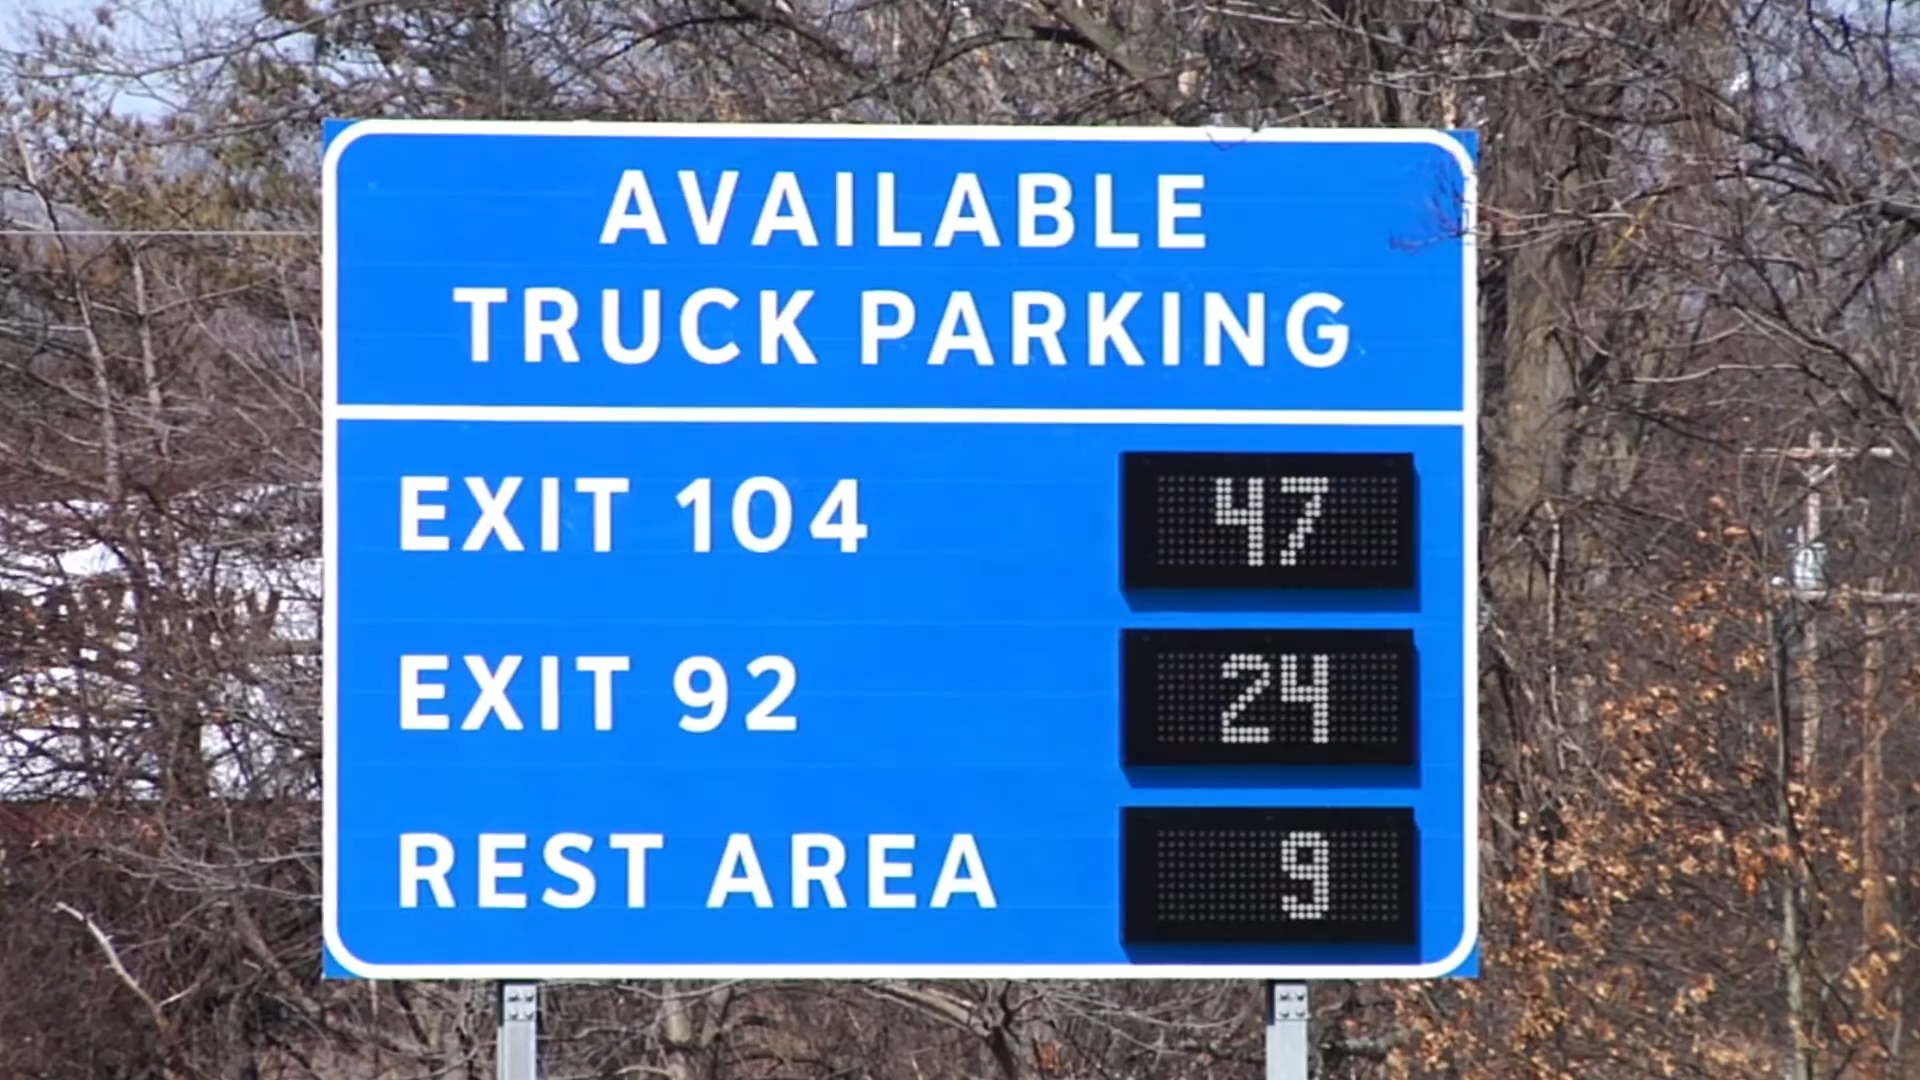 AVAILABLE
TRUCK PARKING
EXIT 104 47
EXIT 92 24
REST AREA 9